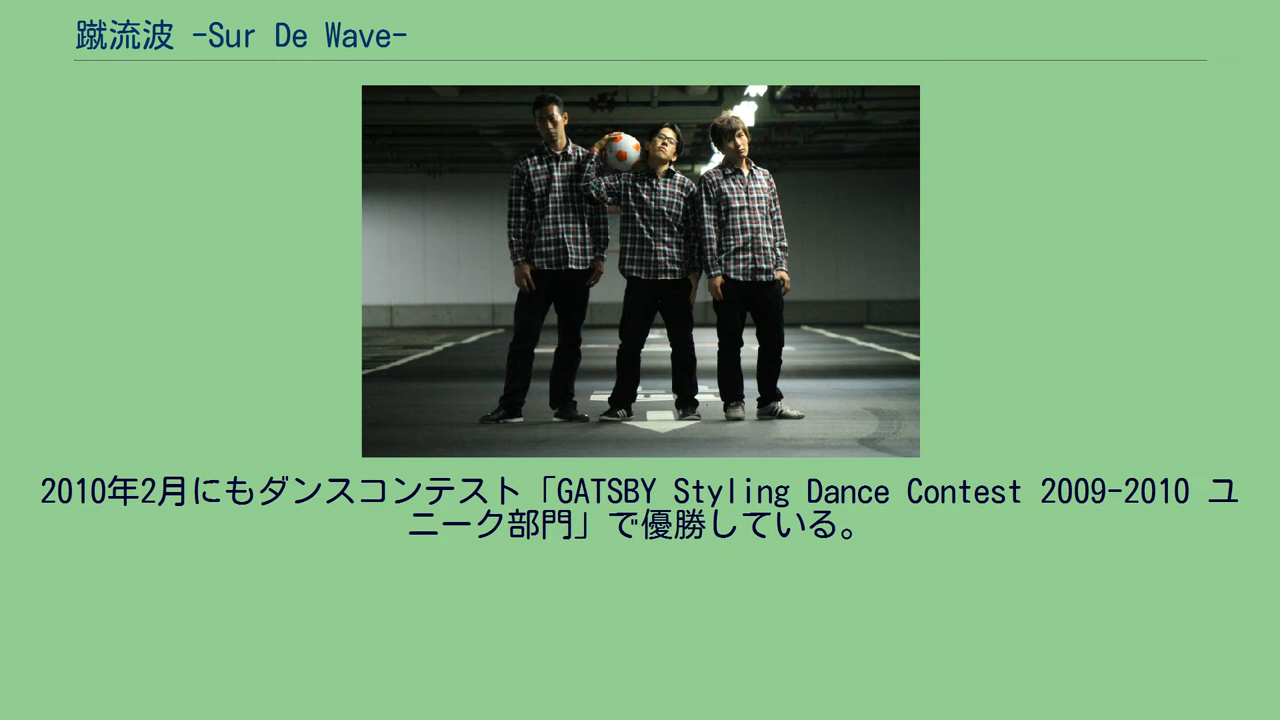 蹴流波 -Sur De Wave-
2010年2月にもダンスコンテスト「GATSBY Styling Dance Contest 2009-2010 ユ
ニーク部門」で優勝している。